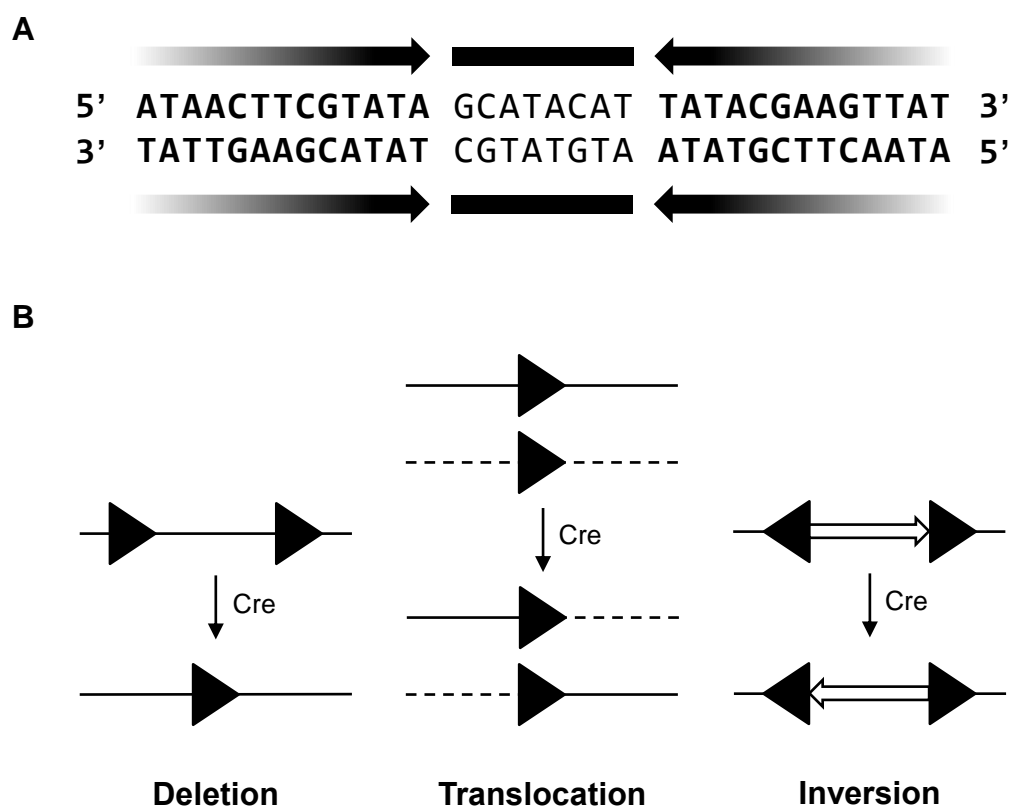 A
5’ ATAACTTCGTATA GCATACAT TATACGAAGTTAT 3’
3’ TATTGAAGCATAT CGTATGTA ATATGCTTCAATA 5’
B
Cre
Cre
Cre
Deletion
Translocation
Inversion